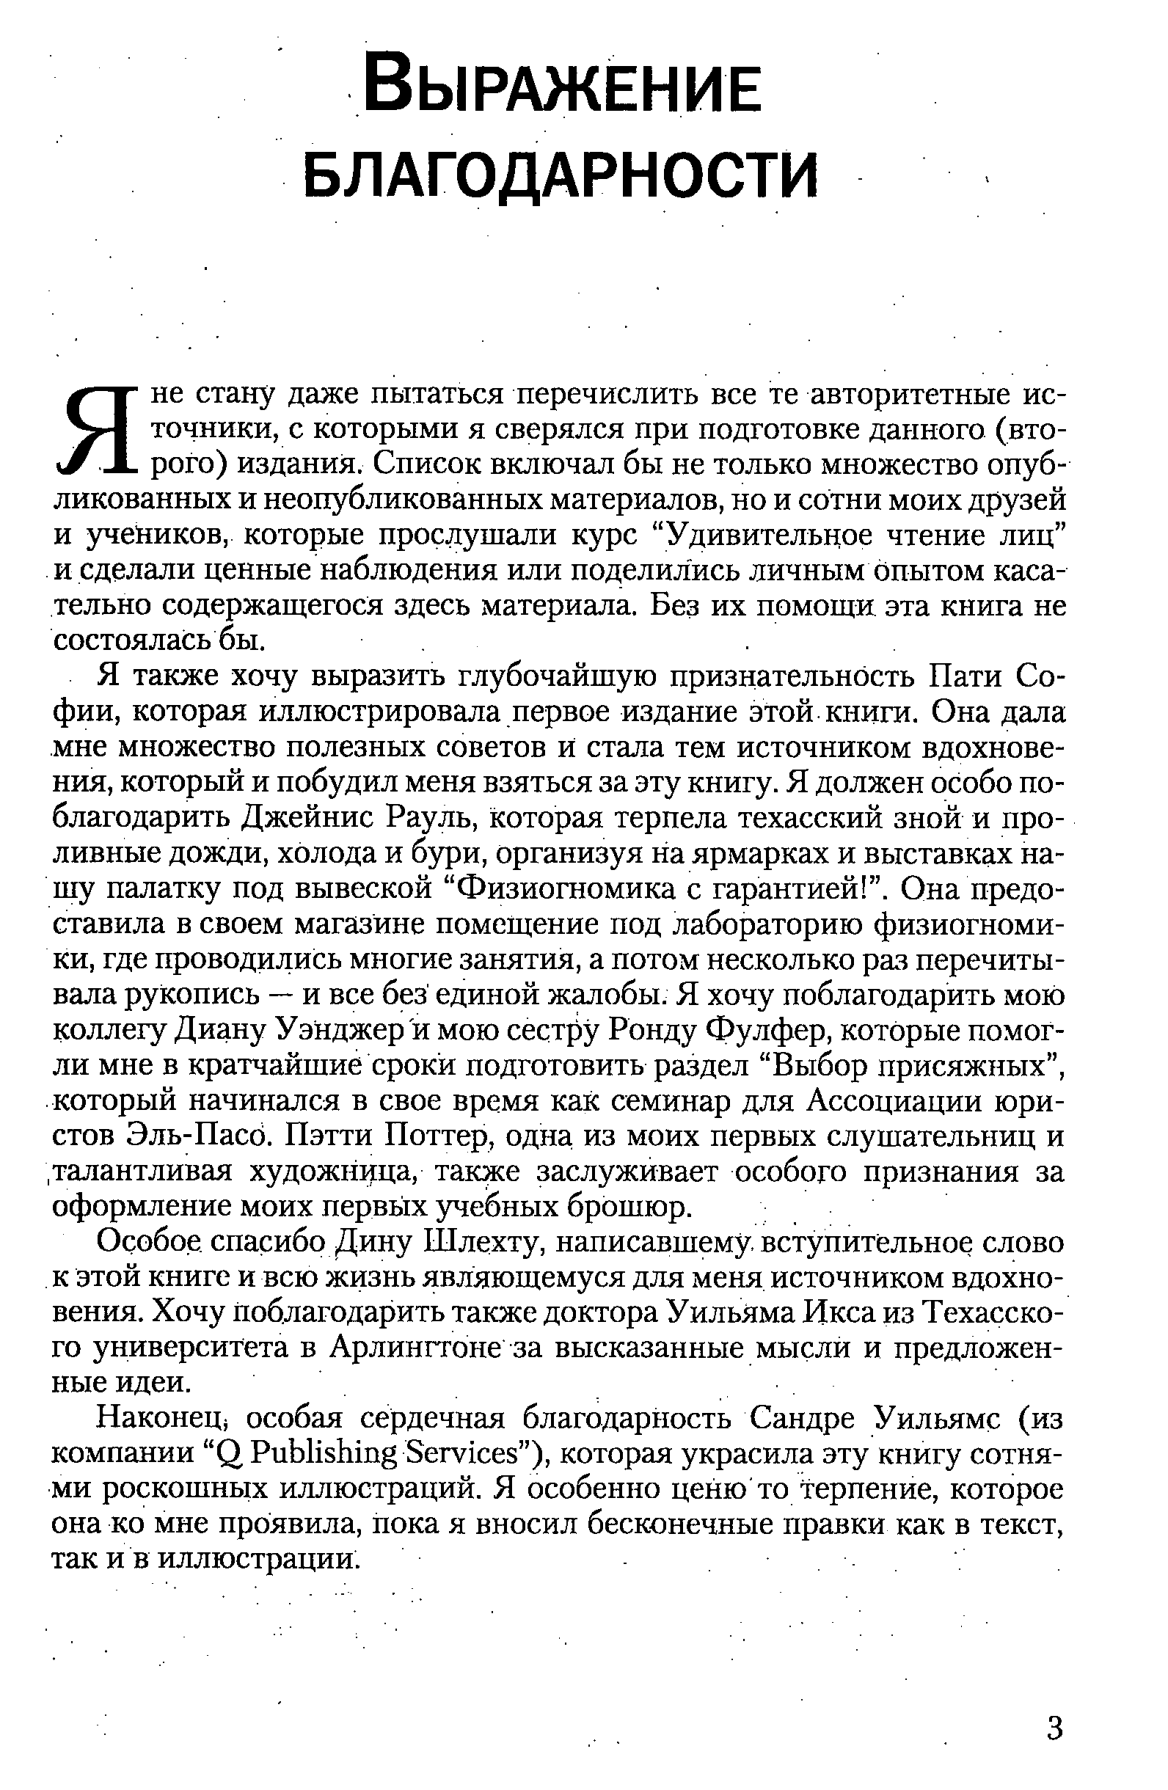 Выражение
благодарности
Я не стану даже пытаться перечислить все те авторитетные ис-
точники, с которыми я сверялся при подготовке данного (вто-
рого) издания. Список включал бы не только множество опуб-
ликованных и неопубликованных материалов, но и сотни моих друзей
и учеников, которые прослушали курс “Удивительное чтение лиц”
и сделали ценные наблюдения или поделились личным опытом каса-
тельно содержащегося здесь материала. Без их помощи эта книга не
состоялась бы.
Я также хочу выразить глубочайшую признательность Пати Со-
фии, которая иллюстрировала первое издание этой книги. Она дала
мне множество полезных советов и стала тем источником вдохнове-
ния, который и побудил меня взяться за эту книгу. Я должен особо по-
благодарить Джейнис Рауль, которая терпела техасский зной и про-
ливные дожди, холода и бури, организуя на ярмарках и выставках на-
шу палатку под вывеской “Физиогномика с гарантией!”. Она предо-
ставила в своем магазине помещение под лабораторию физиогноми-
ки, где проводились многие занятия, а потом несколько раз перечиты-
вала рукопись — и все без единой жалобы. Я хочу поблагодарить мою
коллегу Диану Уэнджер и мою сестру Ронду Фулфер, которые помог-
ли мне в кратчайшие сроки подготовить раздел “Выбор присяжных”,
который начинался в свое время как семинар для Ассоциации юри-
стов Эль-Пасо. Пэтти Поттер, одна из моих первых слушательниц и
талантливая художница, также заслуживает особого признания за
оформление моих первых учебных брошюр.
Особое спасибо Дину Шлехту, написавшему вступительное слово
к этой книге и всю жизнь являющемуся для меня источником вдохно-
вения. Хочу поблагодарить также доктора Уильяма Икса из Техасско-
го университета в Арлингтоне за высказанные мысли и предложен-
ные идеи.
Наконец, особая сердечная благодарность Сандре Уильямс (из
компании “Q Publishing Services”), которая украсила эту книгу сотня-
ми роскошных иллюстраций. Я особенно ценю то терпение, которое
она ко мне проявила, пока я вносил бесконечные правки как в текст,
так и в иллюстрации.
3